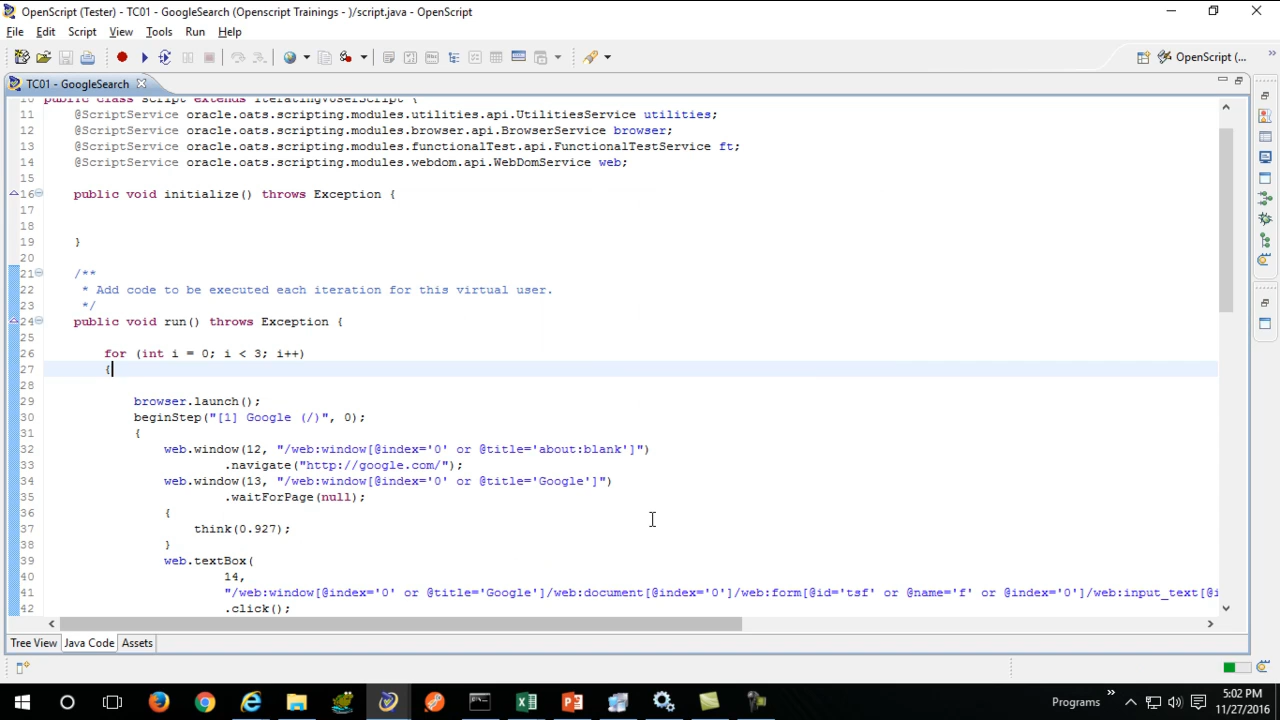 OpenScript (Tester) - TC01 - GoogleSearch (Openscript Trainings - )/script.java - OpenScript
File Edit Script View Tools Run Help
OpenScript (...
TC01 - GoogleSearch
10 public class script extends IteratingVUserScript {
11 @ScriptService oracle.oats.scripting.modules.utilities.api.UtilitiesService utilities;
12 @ScriptService oracle.oats.scripting.modules.browser.api.BrowserService browser;
13 @ScriptService oracle.oats.scripting.modules.functionalTest.api.FunctionalTestService ft;
14 @ScriptService oracle.oats.scripting.modules.webdom.api.WebDomService web;
15
16 public void initialize() throws Exception {
17
18
19 }
20
21 /**
22 * Add code to be executed each iteration for this virtual user.
23 */
24 public void run() throws Exception {
25
26 for (int i = 0; i < 3; i++)
27 {
28
29 browser.launch();
30 beginStep("[1] Google (/)", 0);
31 {
32 web.window(12, "/web:window[@index='0' or @title='about:blank']")
33 .navigate("http://google.com/");
34 web.window(13, "/web:window[@index='0' or @title='Google']")
35 .waitForPage(null);
36 {
37 think(0.927);
38 }
39 web.textBox(
40 14,
41 "/web:window[@index='0' or @title='Google']/web:document[@index='0']/web:form[@id='tsf' or @name='f' or @index='0']/web:input_text[@i
42 .click();
Tree View Java Code Assets
Programs
5:02 PM
11/27/2016